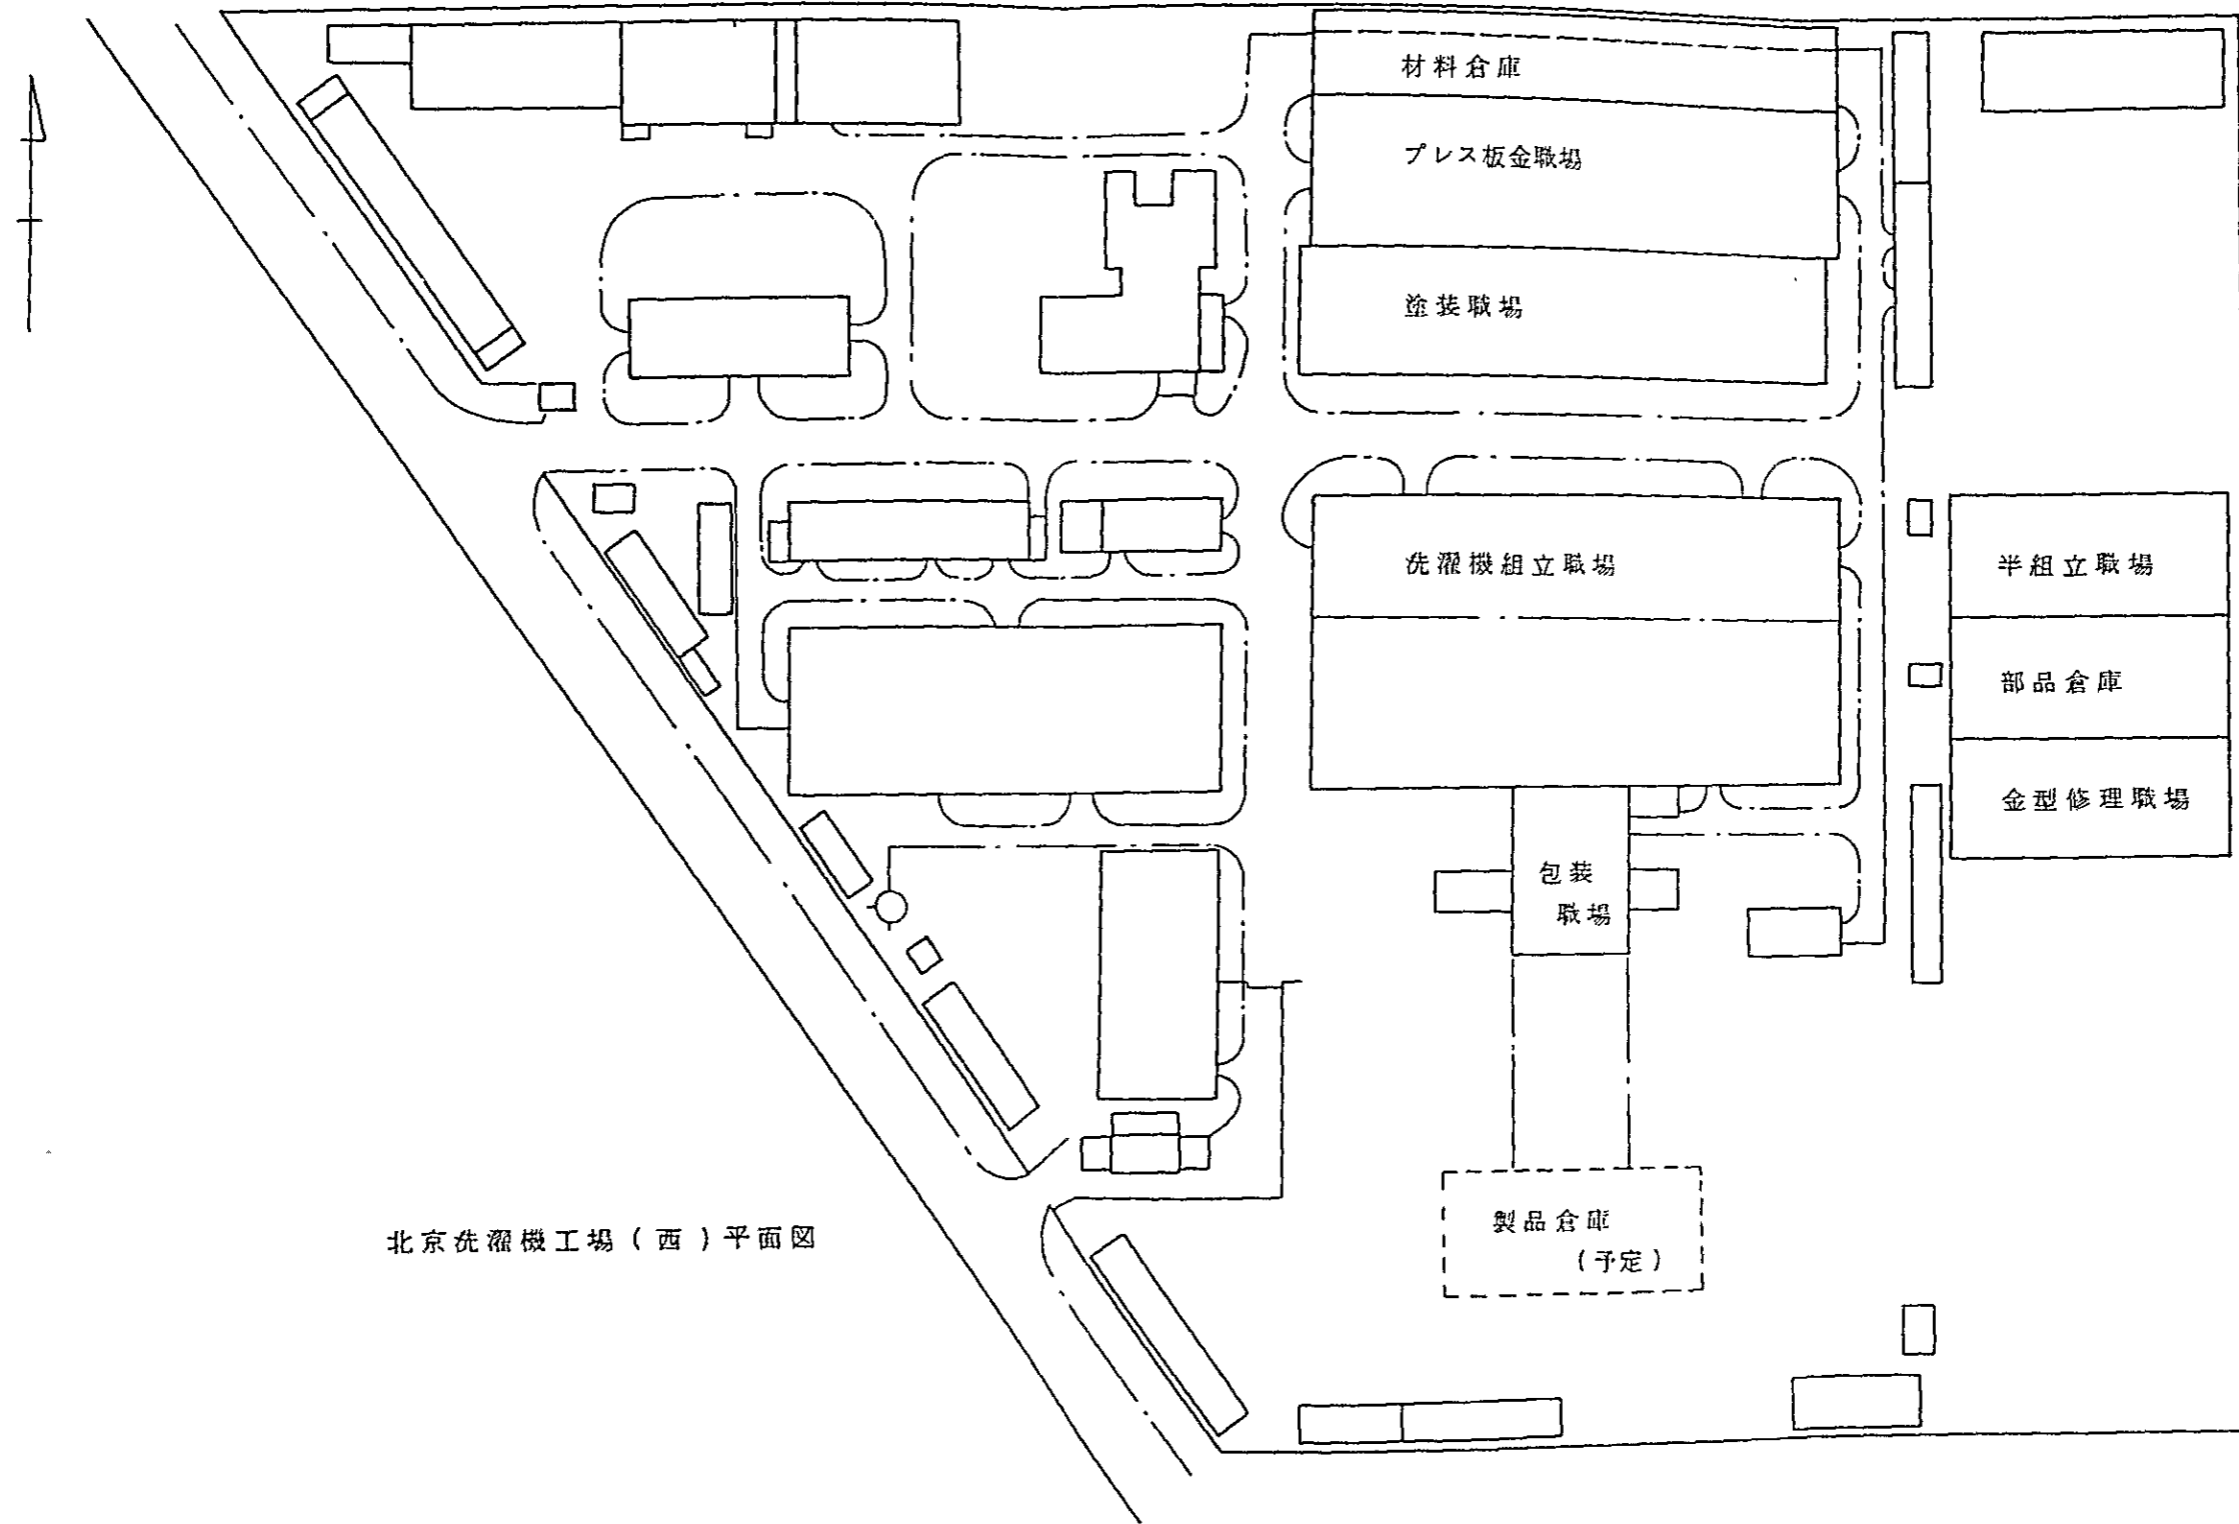 材料倉庫
プレス板金職場
塗装職場
洗濯機組立職場
半組立職場
部品倉庫
金型修理職場
包装
職場
製品倉庫
(予定)
北京洗濯機工場(西)平面図